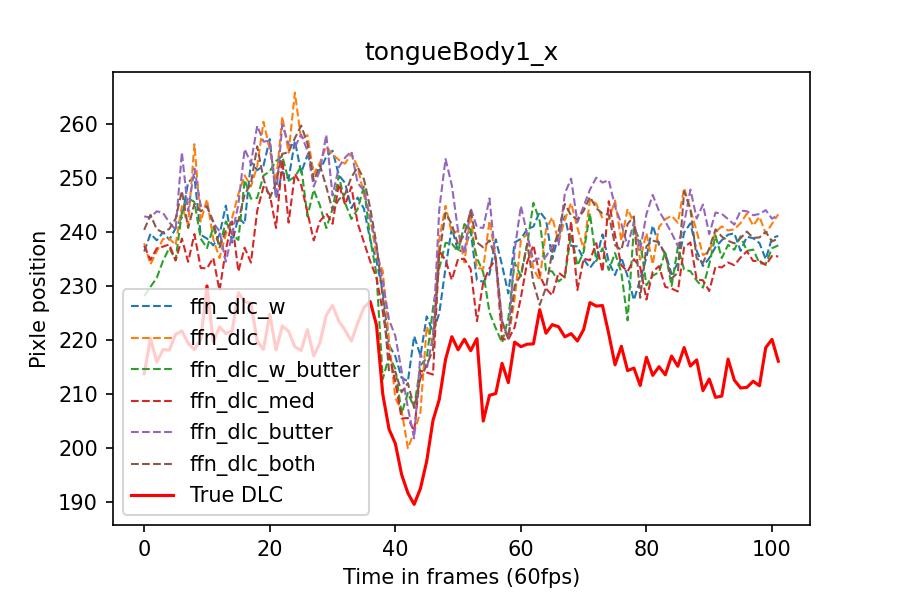 tongueBody1_x
Pixle position
260
250
240
230
220
210
200
190
ffn_dlc_w
ffn_dlc
ffn_dlc_w_butter
ffn_dlc_med
ffn_dlc_butter
ffn_dlc_both
True DLC
0 20 40 60 80 100
Time in frames (60fps)